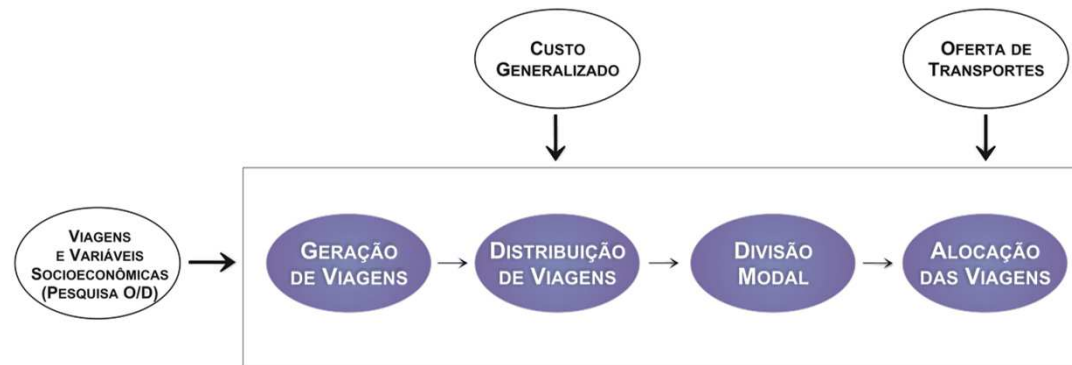 CUSTO
GENERALIZADO
OFERTA DE
TRANSPORTES
VIAGENS
E VARIÁVEIS
SOCIOECONÔMICAS
(PESQUISA O/D)
GERAÇÃO
DE VIAGENS
DISTRIBUIÇÃO
DE VIAGENS
DIVISÃO
MODAL
ALOCAÇÃO
DAS VIAGENS